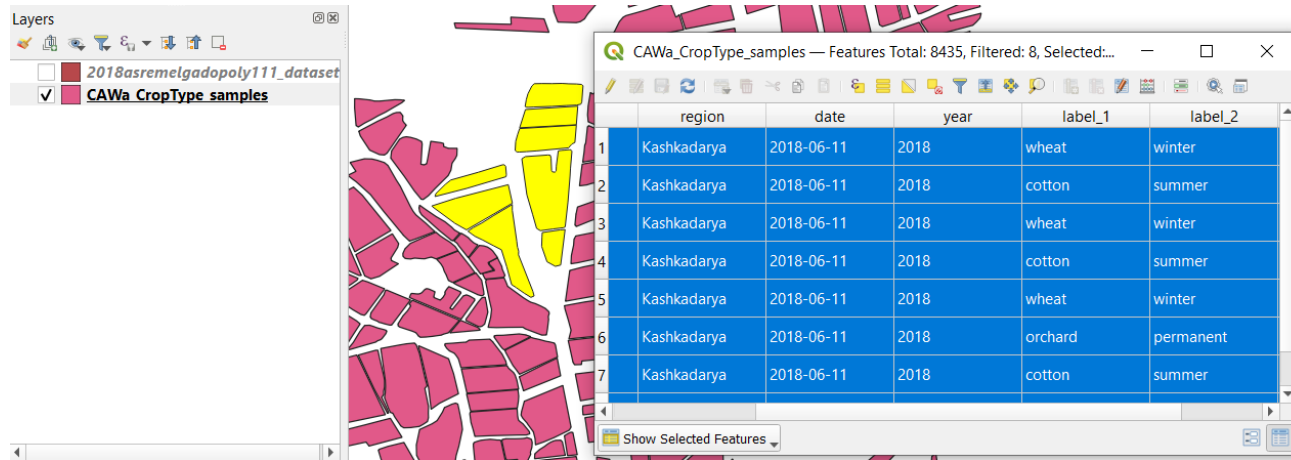 Layers
2018asremelgadopoly111_dataset
CAWa_CropType_samples
CAWa_CropType_samples — Features Total: 8435, Filtered: 8, Selected:...
region date year label_1 label_2
1 Kashkadarya 2018-06-11 2018 wheat winter
2 Kashkadarya 2018-06-11 2018 cotton summer
3 Kashkadarya 2018-06-11 2018 wheat winter
4 Kashkadarya 2018-06-11 2018 cotton summer
5 Kashkadarya 2018-06-11 2018 wheat winter
6 Kashkadarya 2018-06-11 2018 orchard permanent
7 Kashkadarya 2018-06-11 2018 cotton summer
Show Selected Features